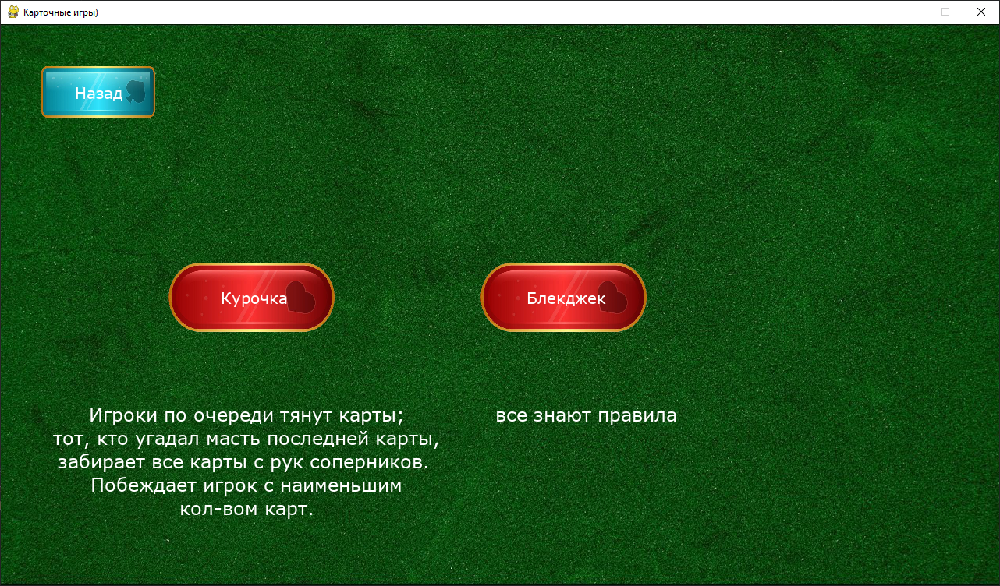 Карточные игры)
Назад
Курочка
Блекджек
Игроки по очереди тянут карты;
тот, кто угадал масть последней карты,
забирает все карты с рук соперников.
Побеждает игрок с наименьшим
кол-вом карт.
все знают правила